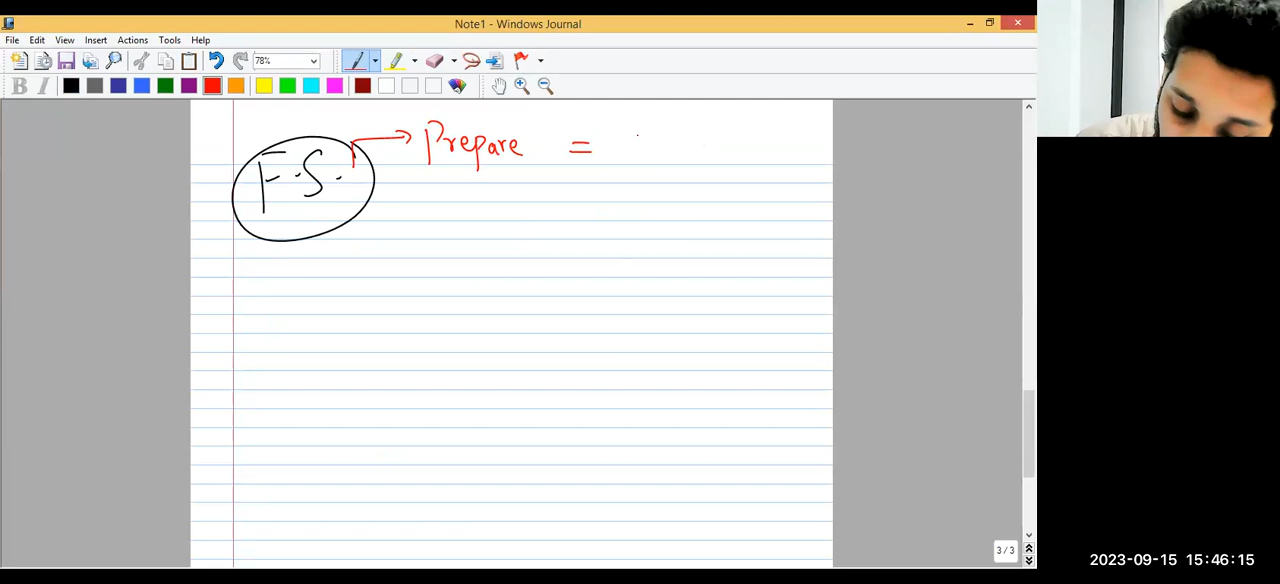 Note1 - Windows Journal
File Edit View Insert Actions Tools Help
78%
B I
F.S. → Prepare =
3 / 3
2023-09-15 15:46:15